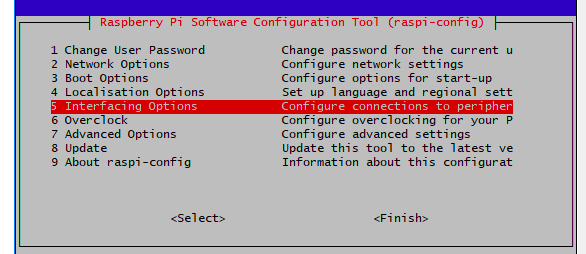 Raspberry Pi Software Configuration Tool (raspi-config)
1 Change User Password Change password for the current u
2 Network Options Configure network settings
3 Boot Options Configure options for start-up
4 Localisation Options Set up language and regional sett
5 Interfacing Options Configure connections to peripher
6 Overclock Configure overclocking for your P
7 Advanced Options Configure advanced settings
8 Update Update this tool to the latest ve
9 About raspi-config Information about this configurat
<Select> <Finish>